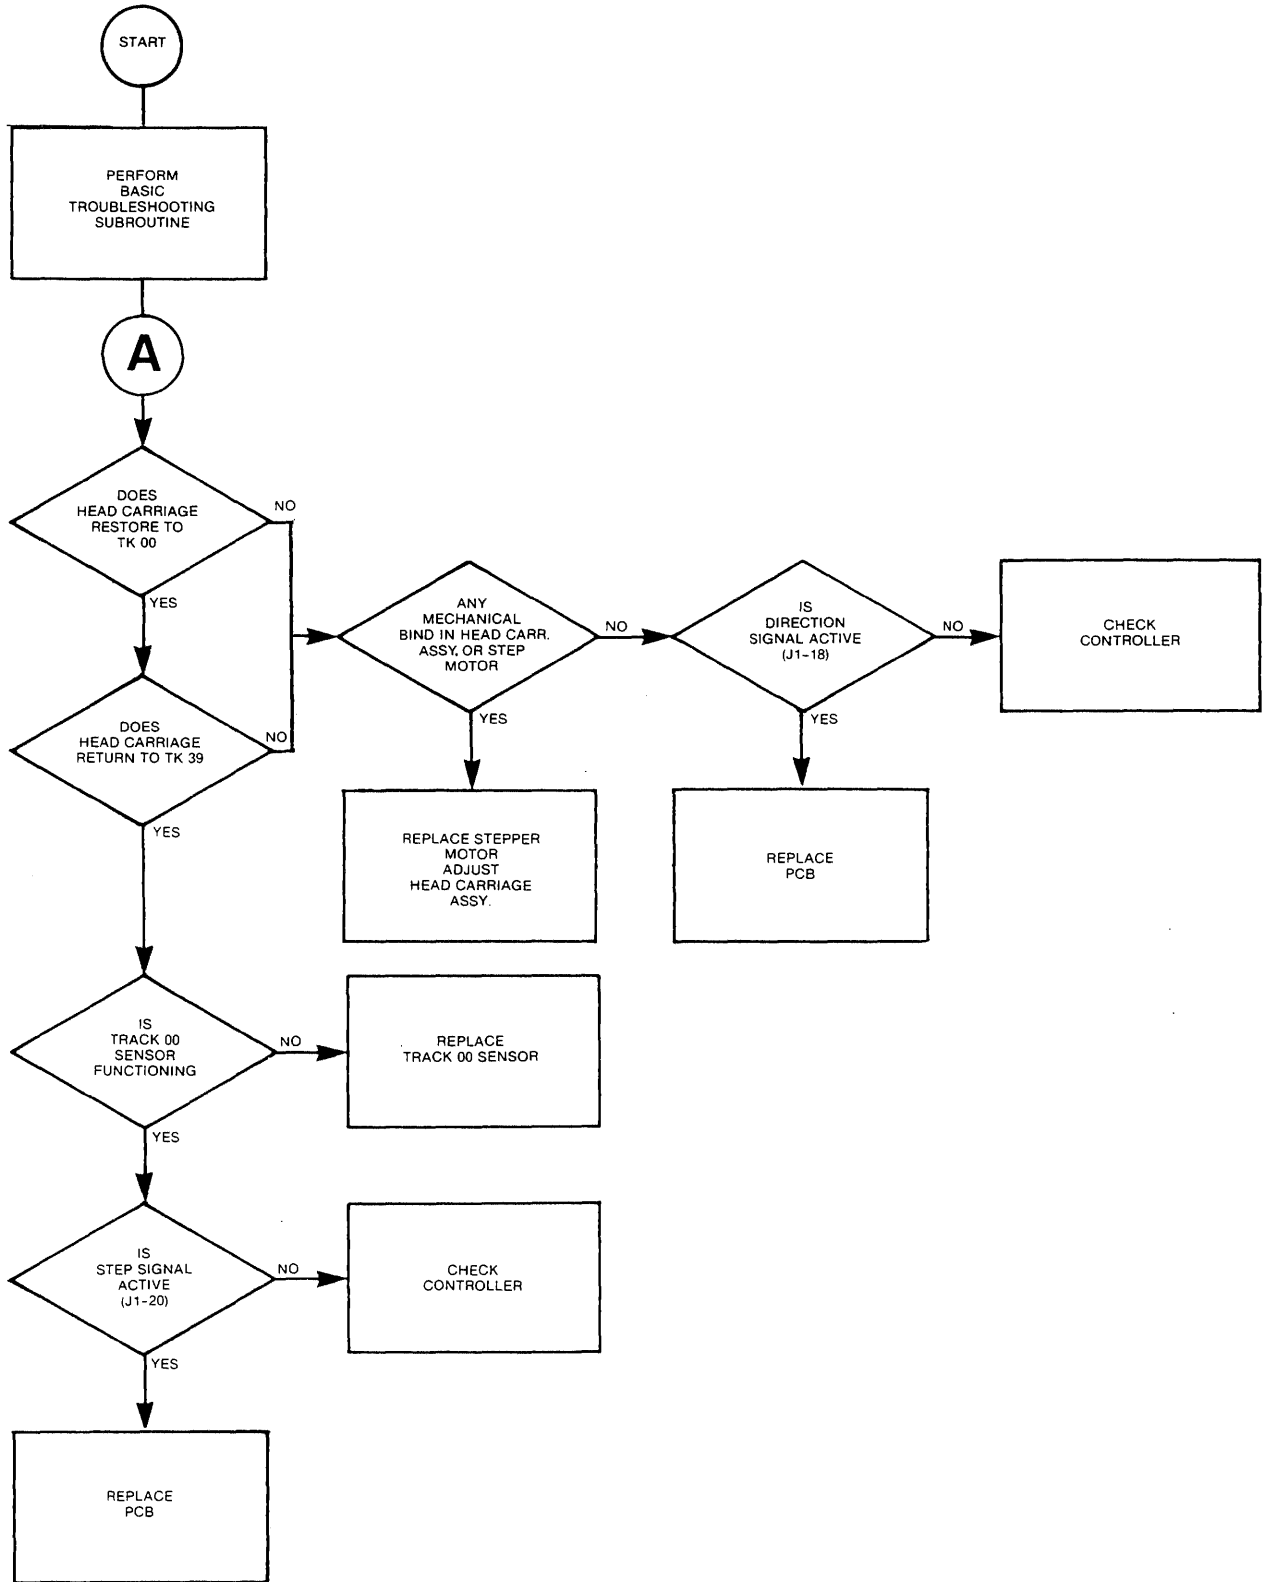 START
PERFORM
BASIC
TROUBLESHOOTING
SUBROUTINE
A
DOES
HEAD CARRIAGE
RESTORE TO
TK 00
NO
YES
DOES
HEAD CARRIAGE
RETURN TO TK 39
NO
YES
ANY
MECHANICAL
BIND IN HEAD CARR.
ASSY, OR STEP
MOTOR
NO
YES
IS
DIRECTION
SIGNAL ACTIVE
(J1-18)
NO
YES
CHECK
CONTROLLER
REPLACE STEPPER
MOTOR
ADJUST
HEAD CARRIAGE
ASSY.
REPLACE
PCB
IS
TRACK 00
SENSOR
FUNCTIONING
NO
YES
REPLACE
TRACK 00 SENSOR
IS
STEP SIGNAL
ACTIVE
(J1-20)
NO
YES
CHECK
CONTROLLER
REPLACE
PCB